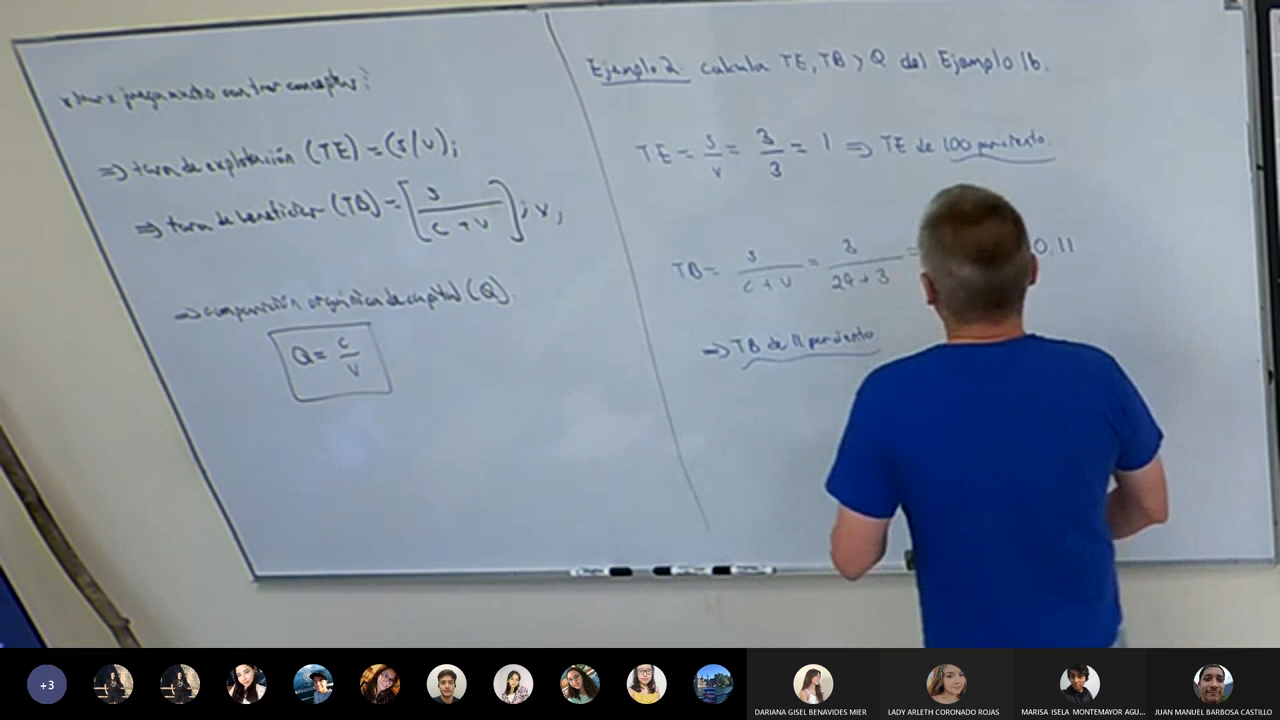 jugando con tres conceptos:
⇒ tasa de explotación (TE) = (s/v);
⇒ tasa de beneficios (TB) = [s / (c + v)]; y,
⇒ composición orgánica de capital (Q)
Q = c/v
Ejemplo 2 calcula TE, TB y Q del Ejemplo 1b.
TE = s/v = 3/3 = 1 ⇒ TE de 100 por ciento.
TB = s/(c + v) = 3/(24 + 3) = 0,11
⇒ TB de 11 por ciento
+3
DARIANA GISEL BENAVIDES MIER
LADY ARLETH CORONADO ROJAS
MARISA ISELA MONTEMAYOR AGU...
JUAN MANUEL BARBOSA CASTILLO